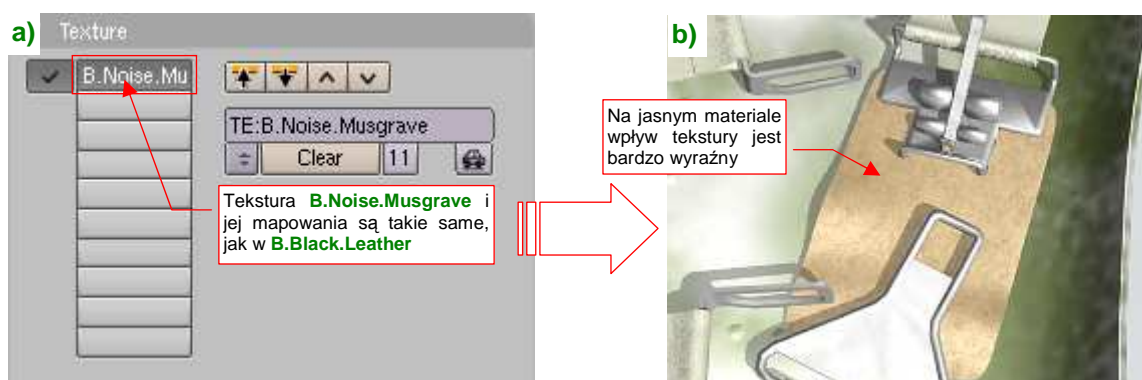 a)
Texture
B.Noise.Mu
TE:B.Noise.Musgrave
Clear
11
Tekstura B.Noise.Musgrave i
jej mapowania są takie same,
jak w B.Black.Leather
b)
Na jasnym materiale
wpływ tekstury jest
bardzo wyraźny